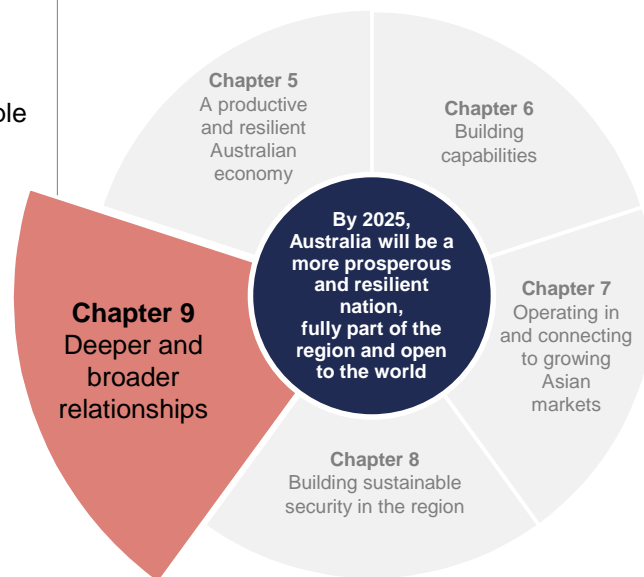 ole
Chapter 5
A productive
and resilient
Australian
economy
Chapter 6
Building
capabilities
By 2025,
Australia will be a
more prosperous
and resilient
nation,
fully part of the
region and open
to the world
Chapter 7
Operating in
and connecting
to growing
Asian
markets
Chapter 9
Deeper and
broader
relationships
Chapter 8
Building sustainable
security in the region